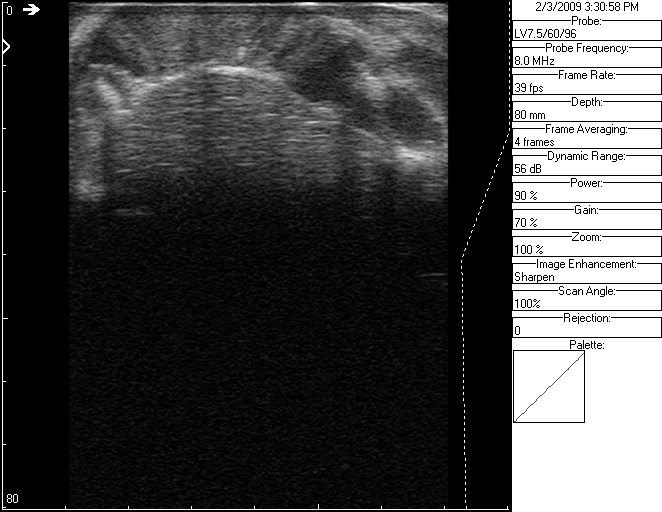 0
80
2/3/2009 3:30:58 PM
Probe:
LV7.5/60/96
Probe Frequency:
8.0 MHz
Frame Rate:
39 fps
Depth:
80 mm
Frame Averaging:
4 frames
Dynamic Range:
56 dB
Power:
90 %
Gain:
70 %
Zoom:
100 %
Image Enhancement:
Sharpen
Scan Angle:
100%
Rejection:
0
Palette: